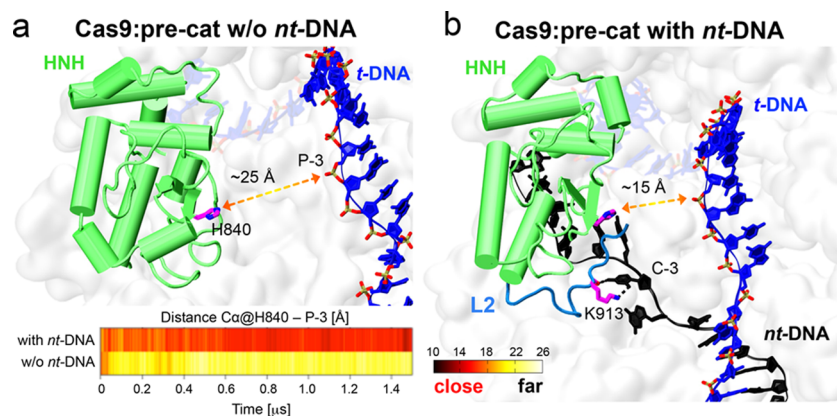 a
Cas9:pre-cat w/o nt-DNA
HNH
t-DNA
P-3
~25 Å
H840
Distance Cα@H840 – P-3 [Å]
with nt-DNA
w/o nt-DNA
0 0.2 0.4 0.6 0.8 1.0 1.2 1.4
Time [μs]
b
Cas9:pre-cat with nt-DNA
HNH
t-DNA
~15 Å
C-3
L2
K913
nt-DNA
10 14 18 22 26
close far